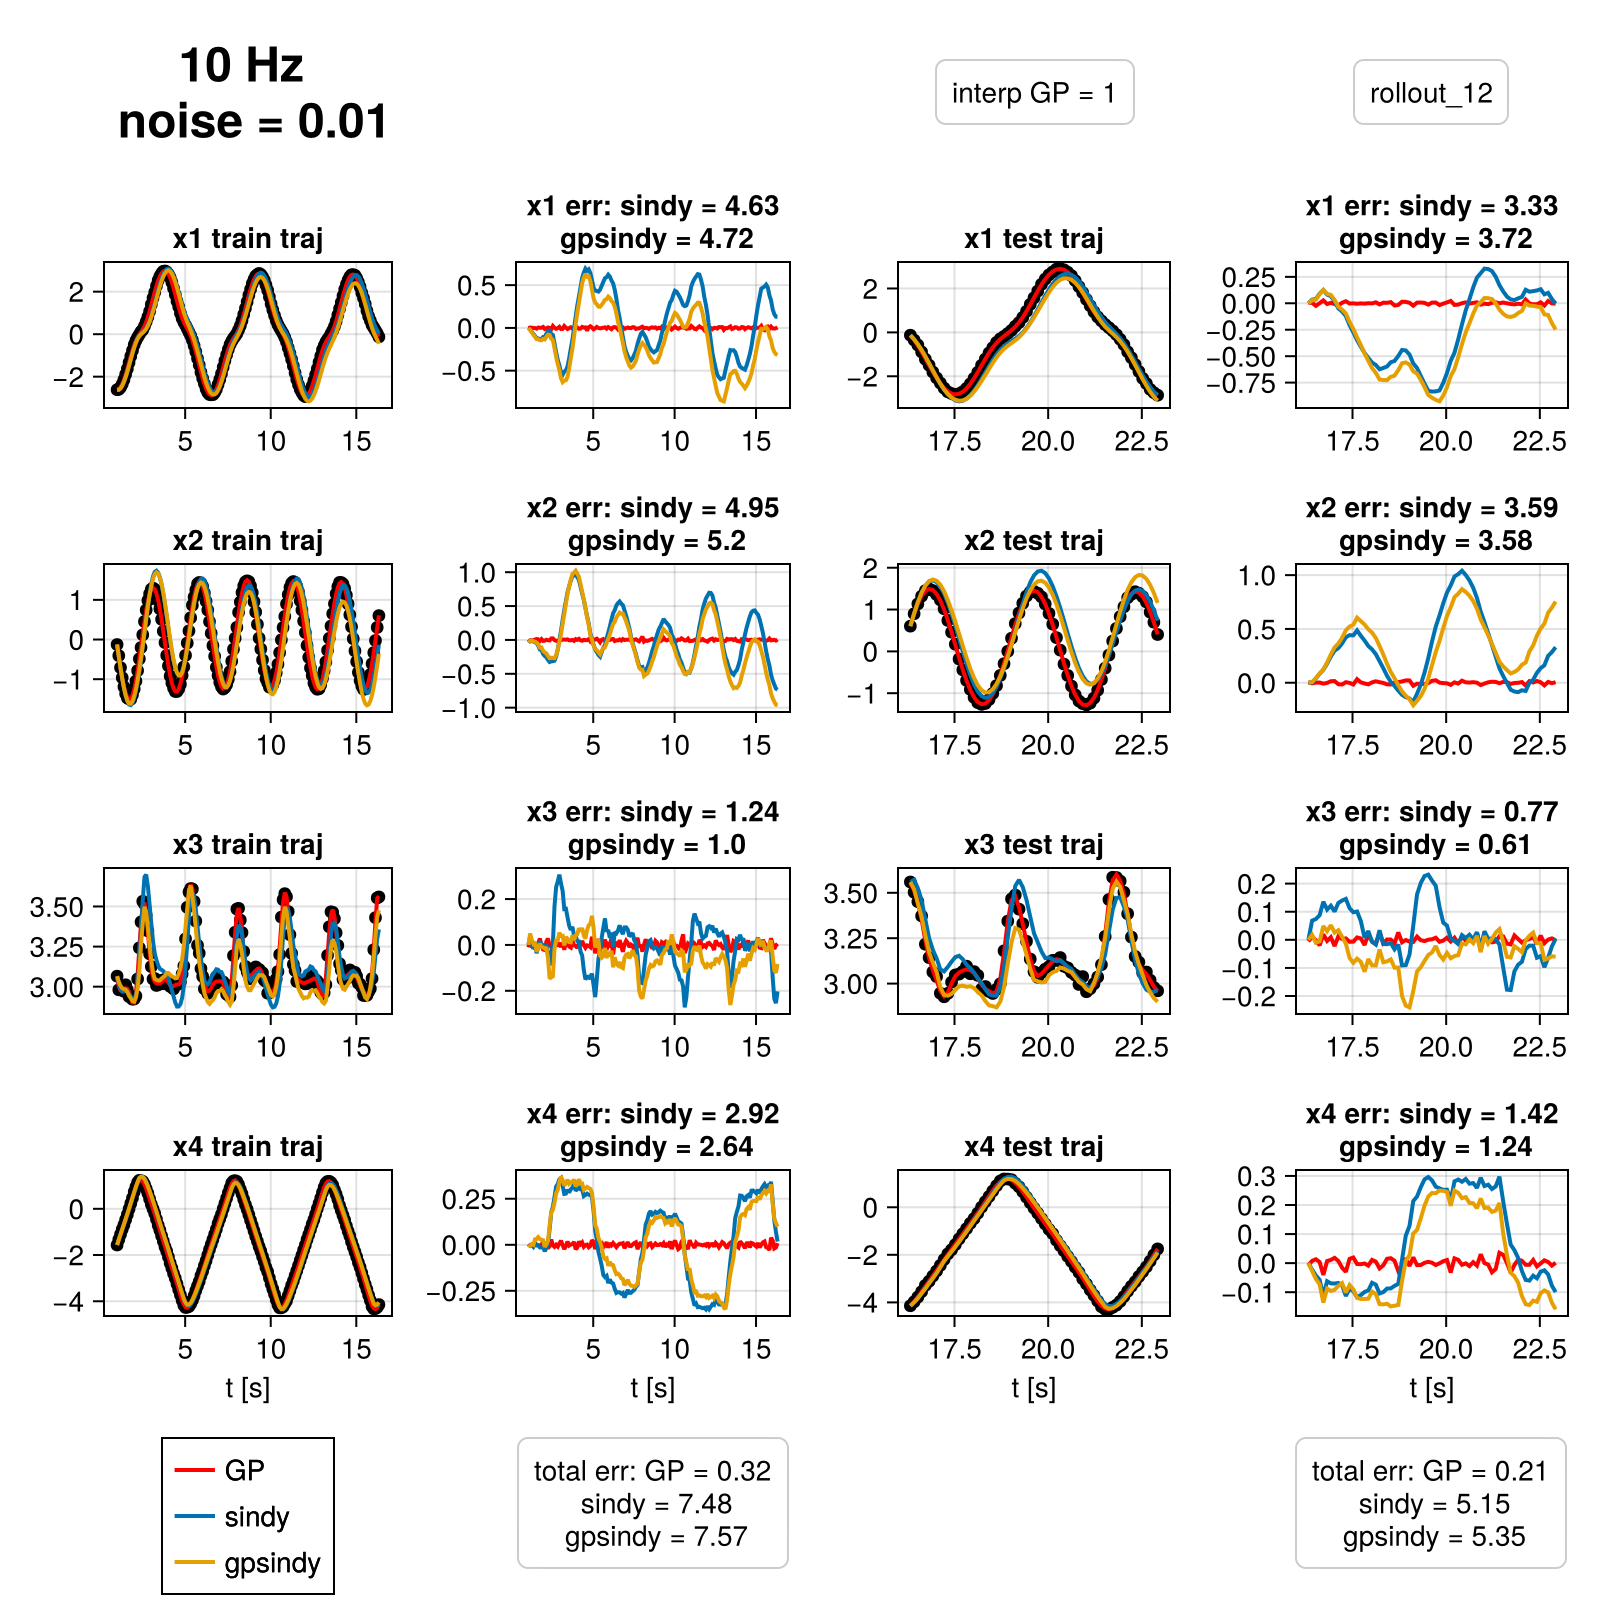 10 Hz
noise = 0.01
interp GP = 1
rollout_12
x1 train traj
2
0
−2
5 10 15
x1 err: sindy = 4.63
gpsindy = 4.72
0.5
0.0
−0.5
5 10 15
x1 test traj
2
0
−2
17.5 20.0 22.5
x1 err: sindy = 3.33
gpsindy = 3.72
0.25
0.00
−0.25
−0.50
−0.75
17.5 20.0 22.5
x2 train traj
1
0
−1
5 10 15
x2 err: sindy = 4.95
gpsindy = 5.2
1.0
0.5
0.0
−0.5
−1.0
5 10 15
x2 test traj
2
1
0
−1
17.5 20.0 22.5
x2 err: sindy = 3.59
gpsindy = 3.58
1.0
0.5
0.0
17.5 20.0 22.5
x3 train traj
3.50
3.25
3.00
5 10 15
x3 err: sindy = 1.24
gpsindy = 1.0
0.2
0.0
−0.2
5 10 15
x3 test traj
3.50
3.25
3.00
17.5 20.0 22.5
x3 err: sindy = 0.77
gpsindy = 0.61
0.2
0.1
0.0
−0.1
−0.2
17.5 20.0 22.5
x4 train traj
0
−2
−4
5 10 15
t [s]
x4 err: sindy = 2.92
gpsindy = 2.64
0.25
0.00
−0.25
5 10 15
t [s]
x4 test traj
0
−2
−4
17.5 20.0 22.5
t [s]
x4 err: sindy = 1.42
gpsindy = 1.24
0.3
0.2
0.1
0.0
−0.1
17.5 20.0 22.5
t [s]
GP
sindy
gpsindy
total err: GP = 0.32
sindy = 7.48
gpsindy = 7.57
total err: GP = 0.21
sindy = 5.15
gpsindy = 5.35